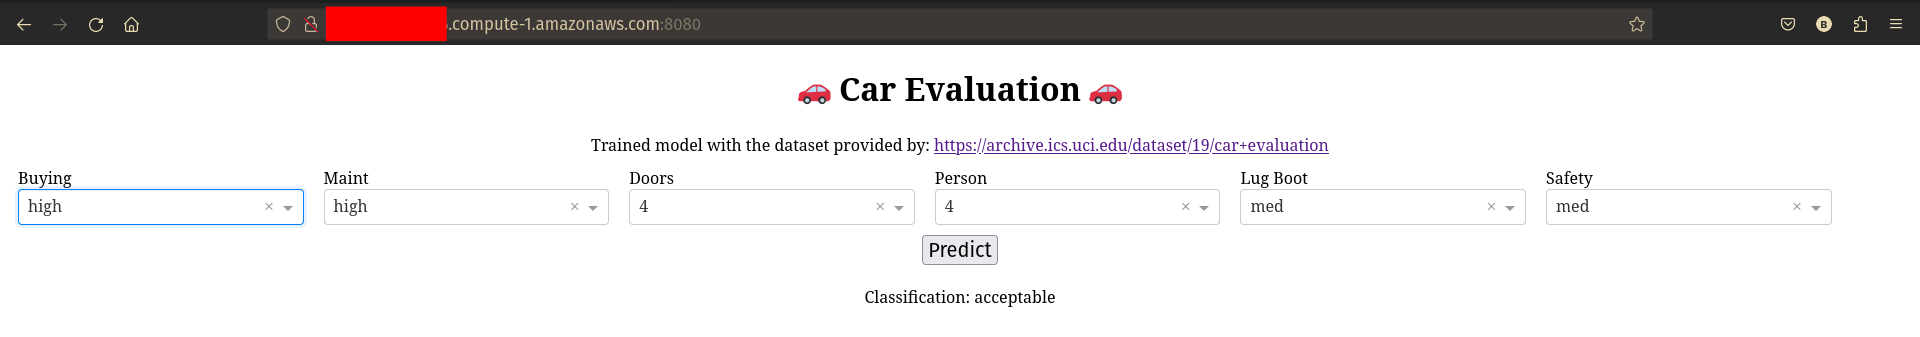 .compute-1.amazonaws.com:8080
B
🚗 Car Evaluation 🚗
Trained model with the dataset provided by: https://archive.ics.uci.edu/dataset/19/car+evaluation
Buying Maint Doors Person Lug Boot Safety
high × high × 4 × 4 × med × med ×
Predict
Classification: acceptable